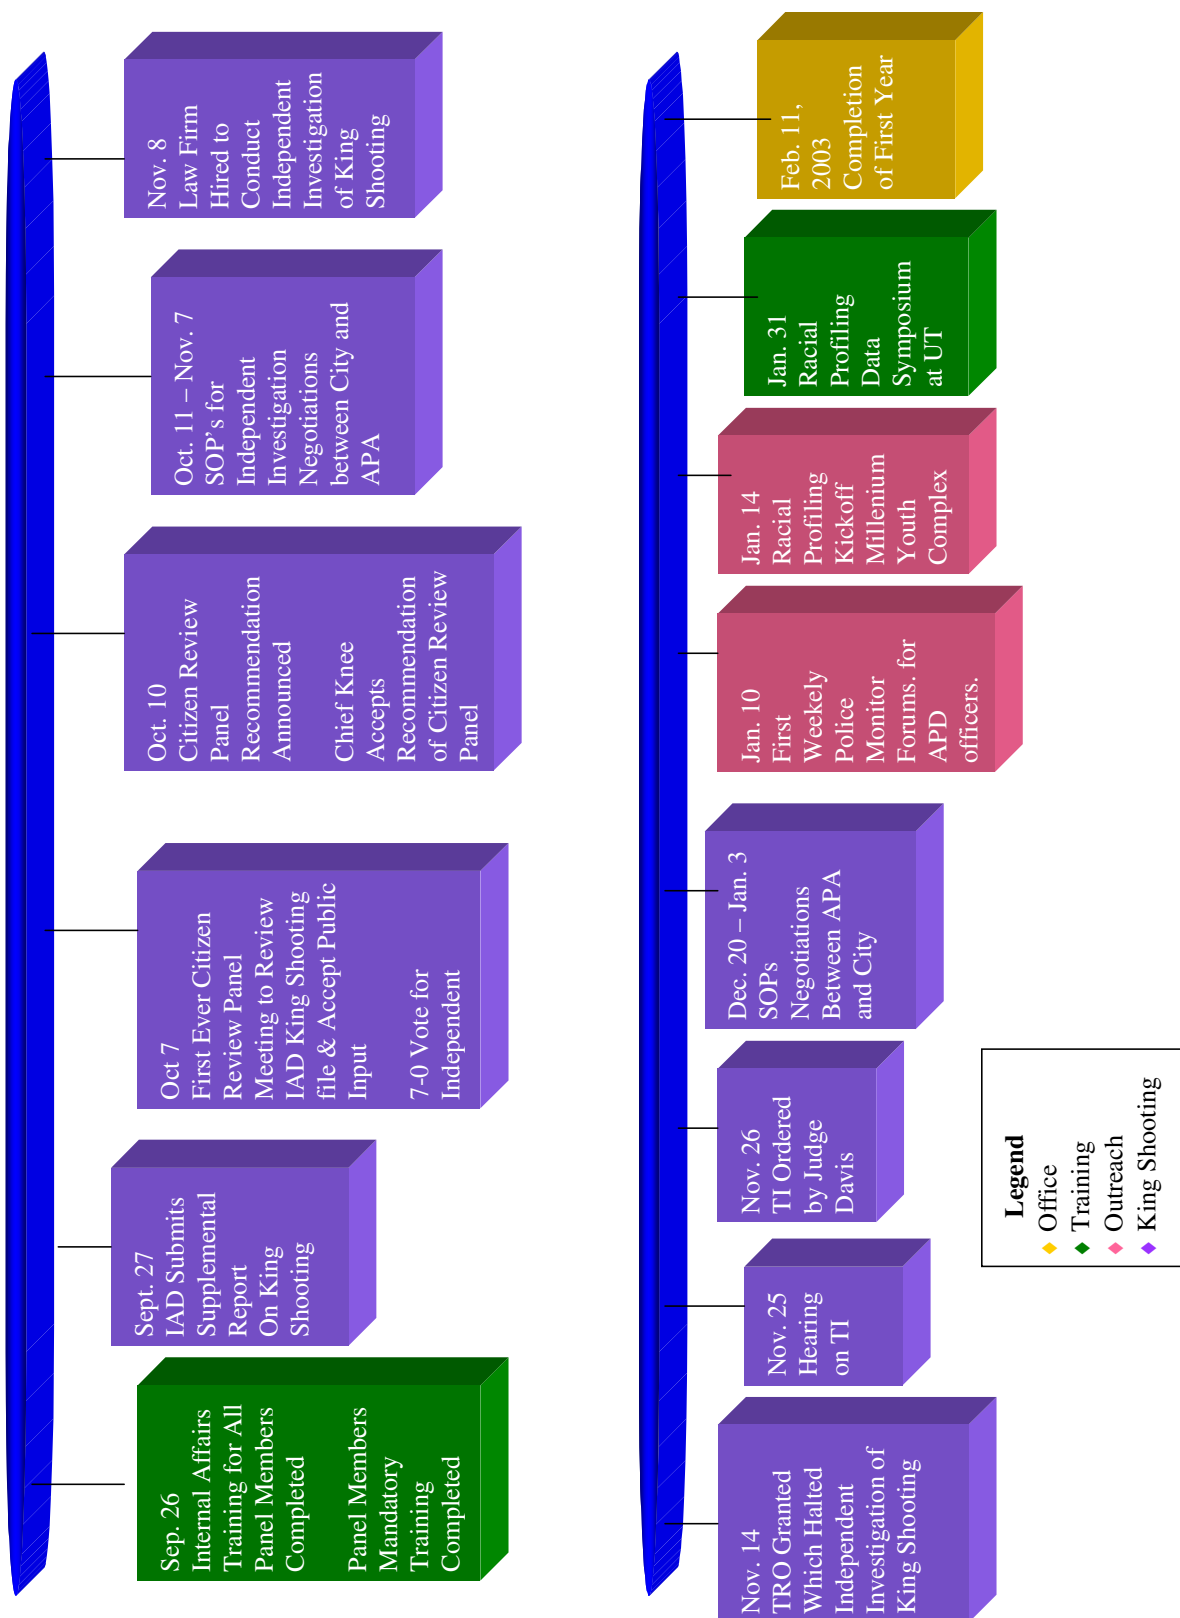 Sep. 26
Internal Affairs
Training for All
Panel Members
Completed
Panel Members
Mandatory
Training
Completed
Sept. 27
IAD Submits
Supplemental
Report
On King
Shooting
Oct 7
First Ever Citizen
Review Panel
Meeting to Review
IAD King Shooting
file & Accept Public
Input
7-0 Vote for
Independent
Oct. 10
Citizen Review
Panel
Recommendation
Announced
Chief Knee
Accepts
Recommendation
of Citizen Review
Panel
Oct. 11 – Nov. 7
SOP's for
Independent
Investigation
Negotiations
between City and
APA
Nov. 8
Law Firm
Hired to
Conduct
Independent
Investigation
of King
Shooting
Nov. 14
TRO Granted
Which Halted
Independent
Investigation of
King Shooting
Nov. 25
Hearing
on TI
Nov. 26
TI Ordered
by Judge
Davis
Dec. 20 – Jan. 3
SOPs
Negotiations
Between APA
and City
Jan. 10
First
Weekely
Police
Monitor
Forums. for
APD
officers.
Jan. 14
Racial
Profiling
Kickoff
Millenium
Youth
Complex
Jan. 31
Racial
Profiling
Data
Symposium
at UT
Feb. 11,
2003
Completion
of First Year
Legend
Office
Training
Outreach
King Shooting